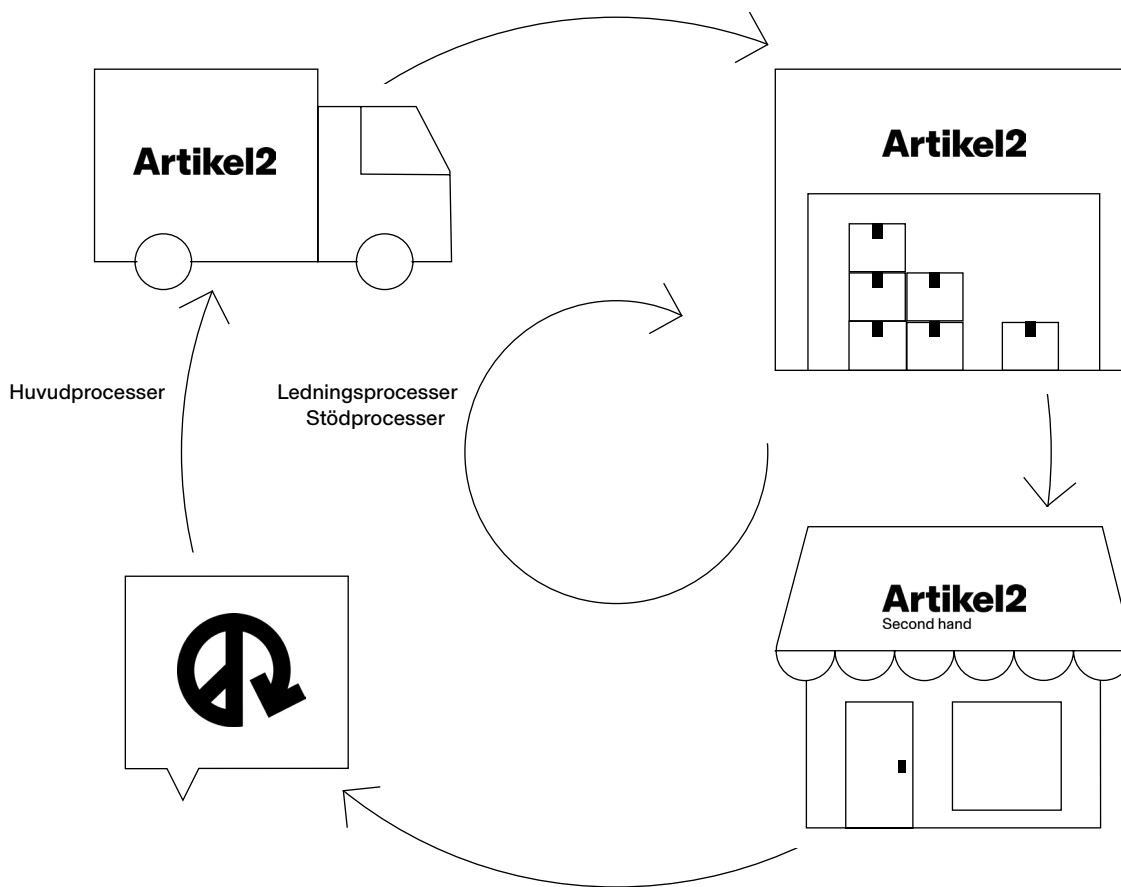 Artikel2
Artikel2
Huvudprocesser
Ledningsprocesser
Stödprocesser
Artikel2
Second hand